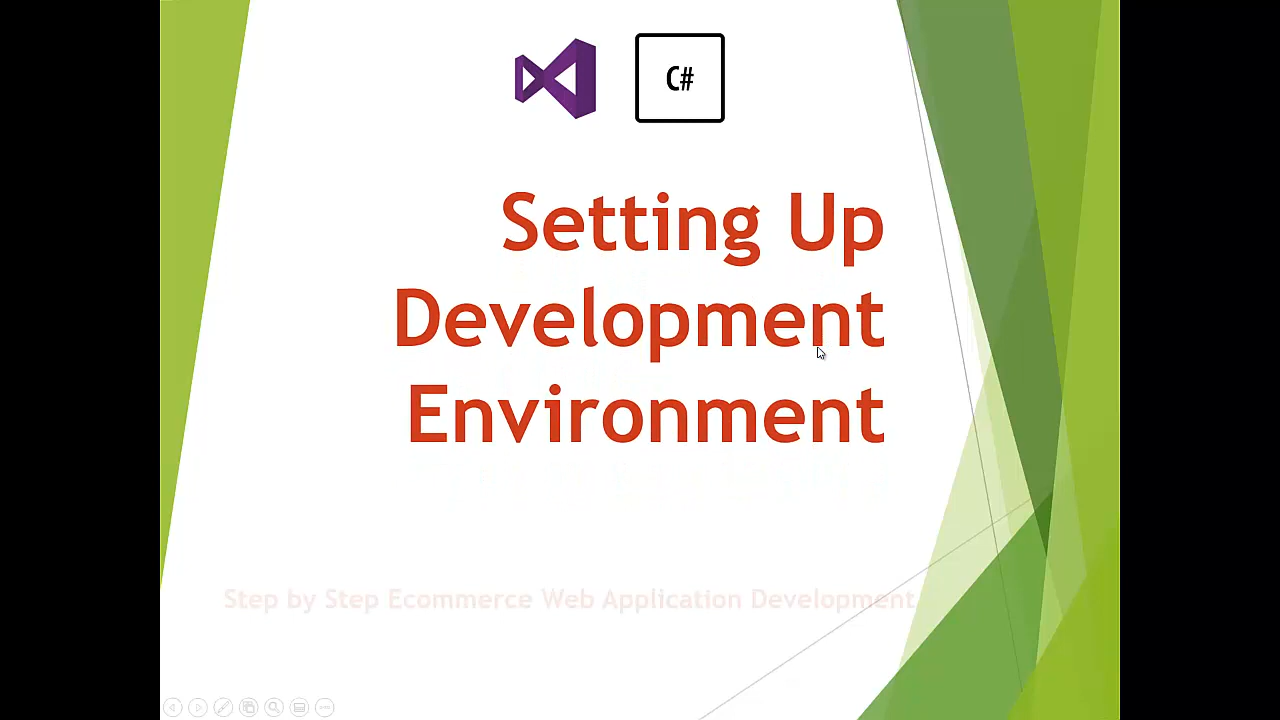 C#
Setting Up
Development
Environment
Step by Step Ecommerce Web Application Development